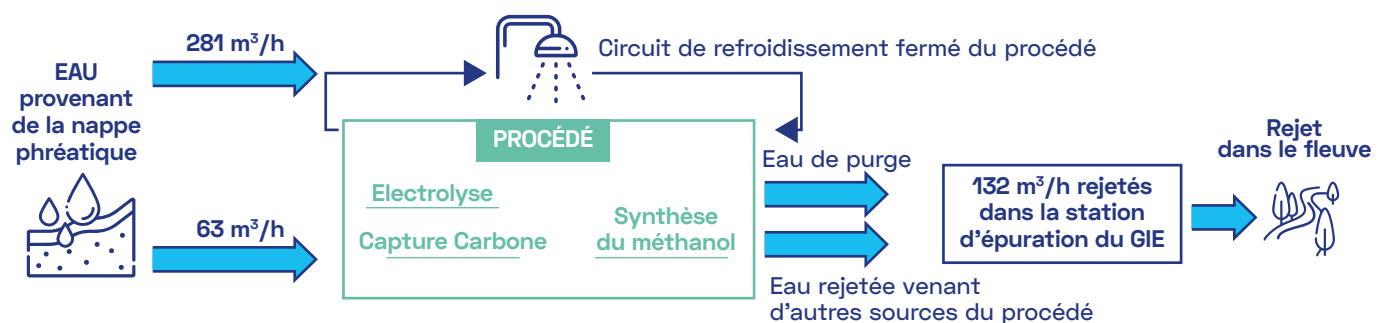 281 m³/h
Circuit de refroidissement fermé du procédé
EAU
provenant
de la nappe
phréatique
63 m³/h
PROCÉDÉ
Electrolyse
Capture Carbone
Synthèse
du méthanol
Eau de purge
Eau rejetée venant
d'autres sources du procédé
132 m³/h rejetés
dans la station
d'épuration du GIE
Rejet
dans le fleuve